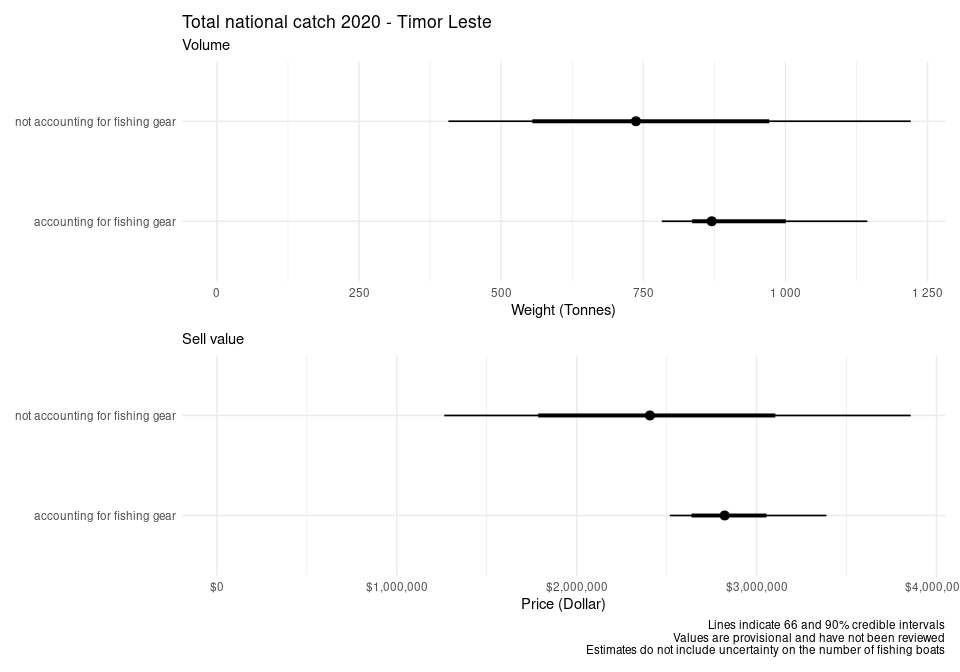 Total national catch 2020 - Timor Leste
Volume
not accounting for fishing gear
accounting for fishing gear
0 250 500 750 1 000 1 250
Weight (Tonnes)
Sell value
not accounting for fishing gear
accounting for fishing gear
$0 $1,000,000 $2,000,000 $3,000,000 $4,000,00
Price (Dollar)
Lines indicate 66 and 90% credible intervals
Values are provisional and have not been reviewed
Estimates do not include uncertainty on the number of fishing boats